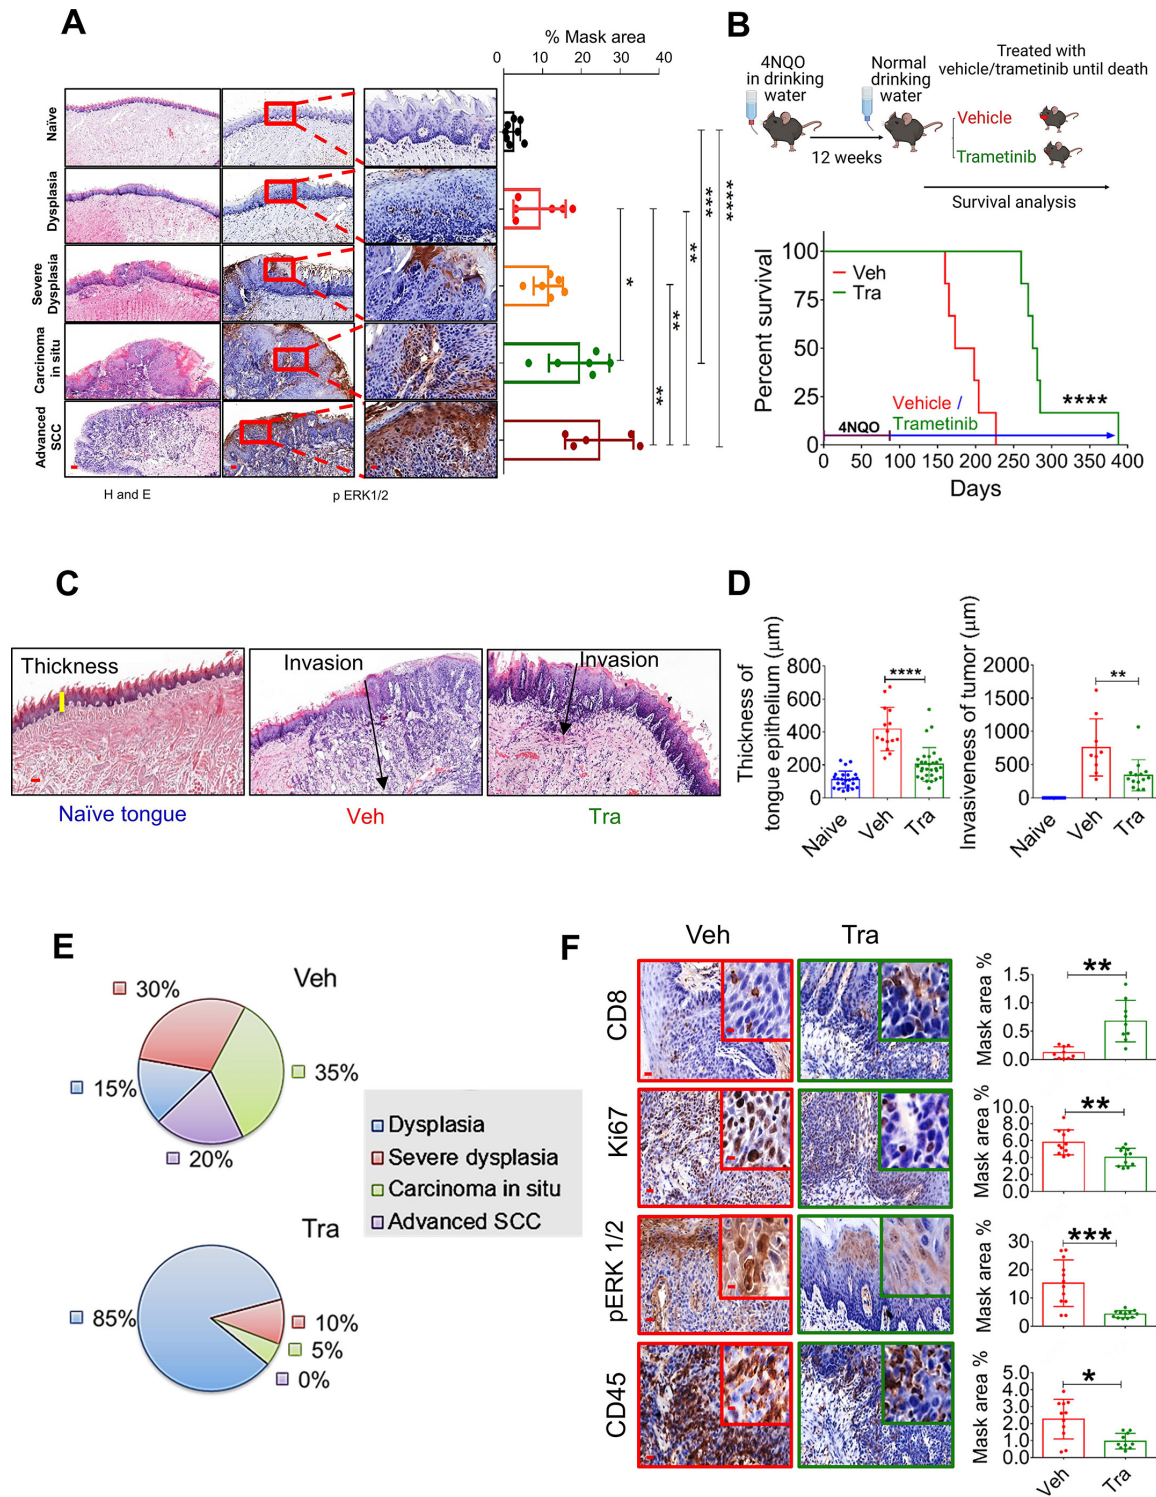 A
% Mask area
0 10 20 30 40
Naïve
Dysplasia
Severe
Dysplasia
Carcinoma
in situ
Advanced
SCC
H and E
p ERK1/2
*
**
**
**
***
****
B
4NQO
in drinking
water
Normal
drinking
water
Treated with
vehicle/trametinib until death
Vehicle
Trametinib
12 weeks
Survival analysis
Percent survival
100
75
50
25
0
Veh
Tra
Vehicle /
Trametinib
4NQO
****
0 50 100 150 200 250 300 350 400
Days
C
Thickness
Invasion
Invasion
Naïve tongue
Veh
Tra
D
Thickness of
tongue epithelium (µm)
800
600
400
200
0
****
Naive
Veh
Tra
Invasiveness of tumor (µm)
2000
1500
1000
500
0
**
Naive
Veh
Tra
E
Veh
30%
35%
15%
20%
Dysplasia
Severe dysplasia
Carcinoma in situ
Advanced SCC
Tra
85%
10%
5%
0%
F
Veh
Tra
CD8
Mask area %
1.5
1.0
0.5
0.0
**
Ki67
Mask area %
10.0
8.0
6.0
4.0
2.0
0.0
**
pERK 1/2
Mask area %
30
20
10
0
***
CD45
Mask area %
5.0
4.0
3.0
2.0
1.0
0.0
*
Veh
Tra